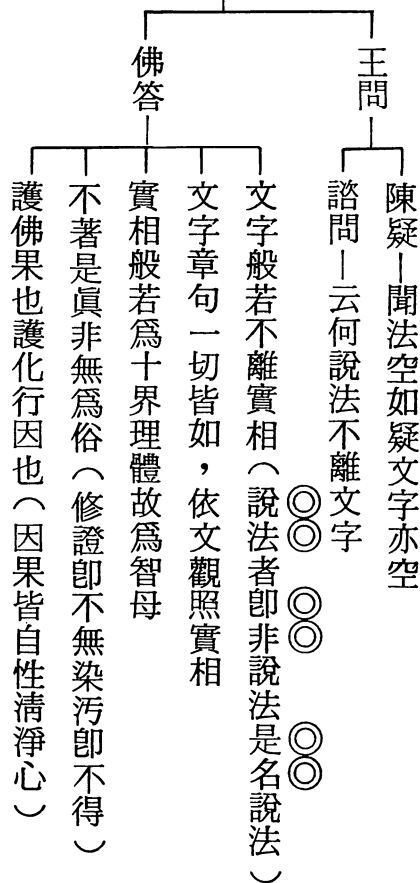 王問
陳疑－聞法空如疑文字亦空
諮問－云何說法不離文字
佛答
文字般若不離實相（說法者卽非說法是名說法）
◎◎　◎◎　◎◎
文字章句一切皆如，依文觀照實相
實相般若爲十界理體故爲智母
不著是眞非無爲俗（修證卽不無染汚卽不得）
護佛果也護化行因也（因果皆自性淸淨心）